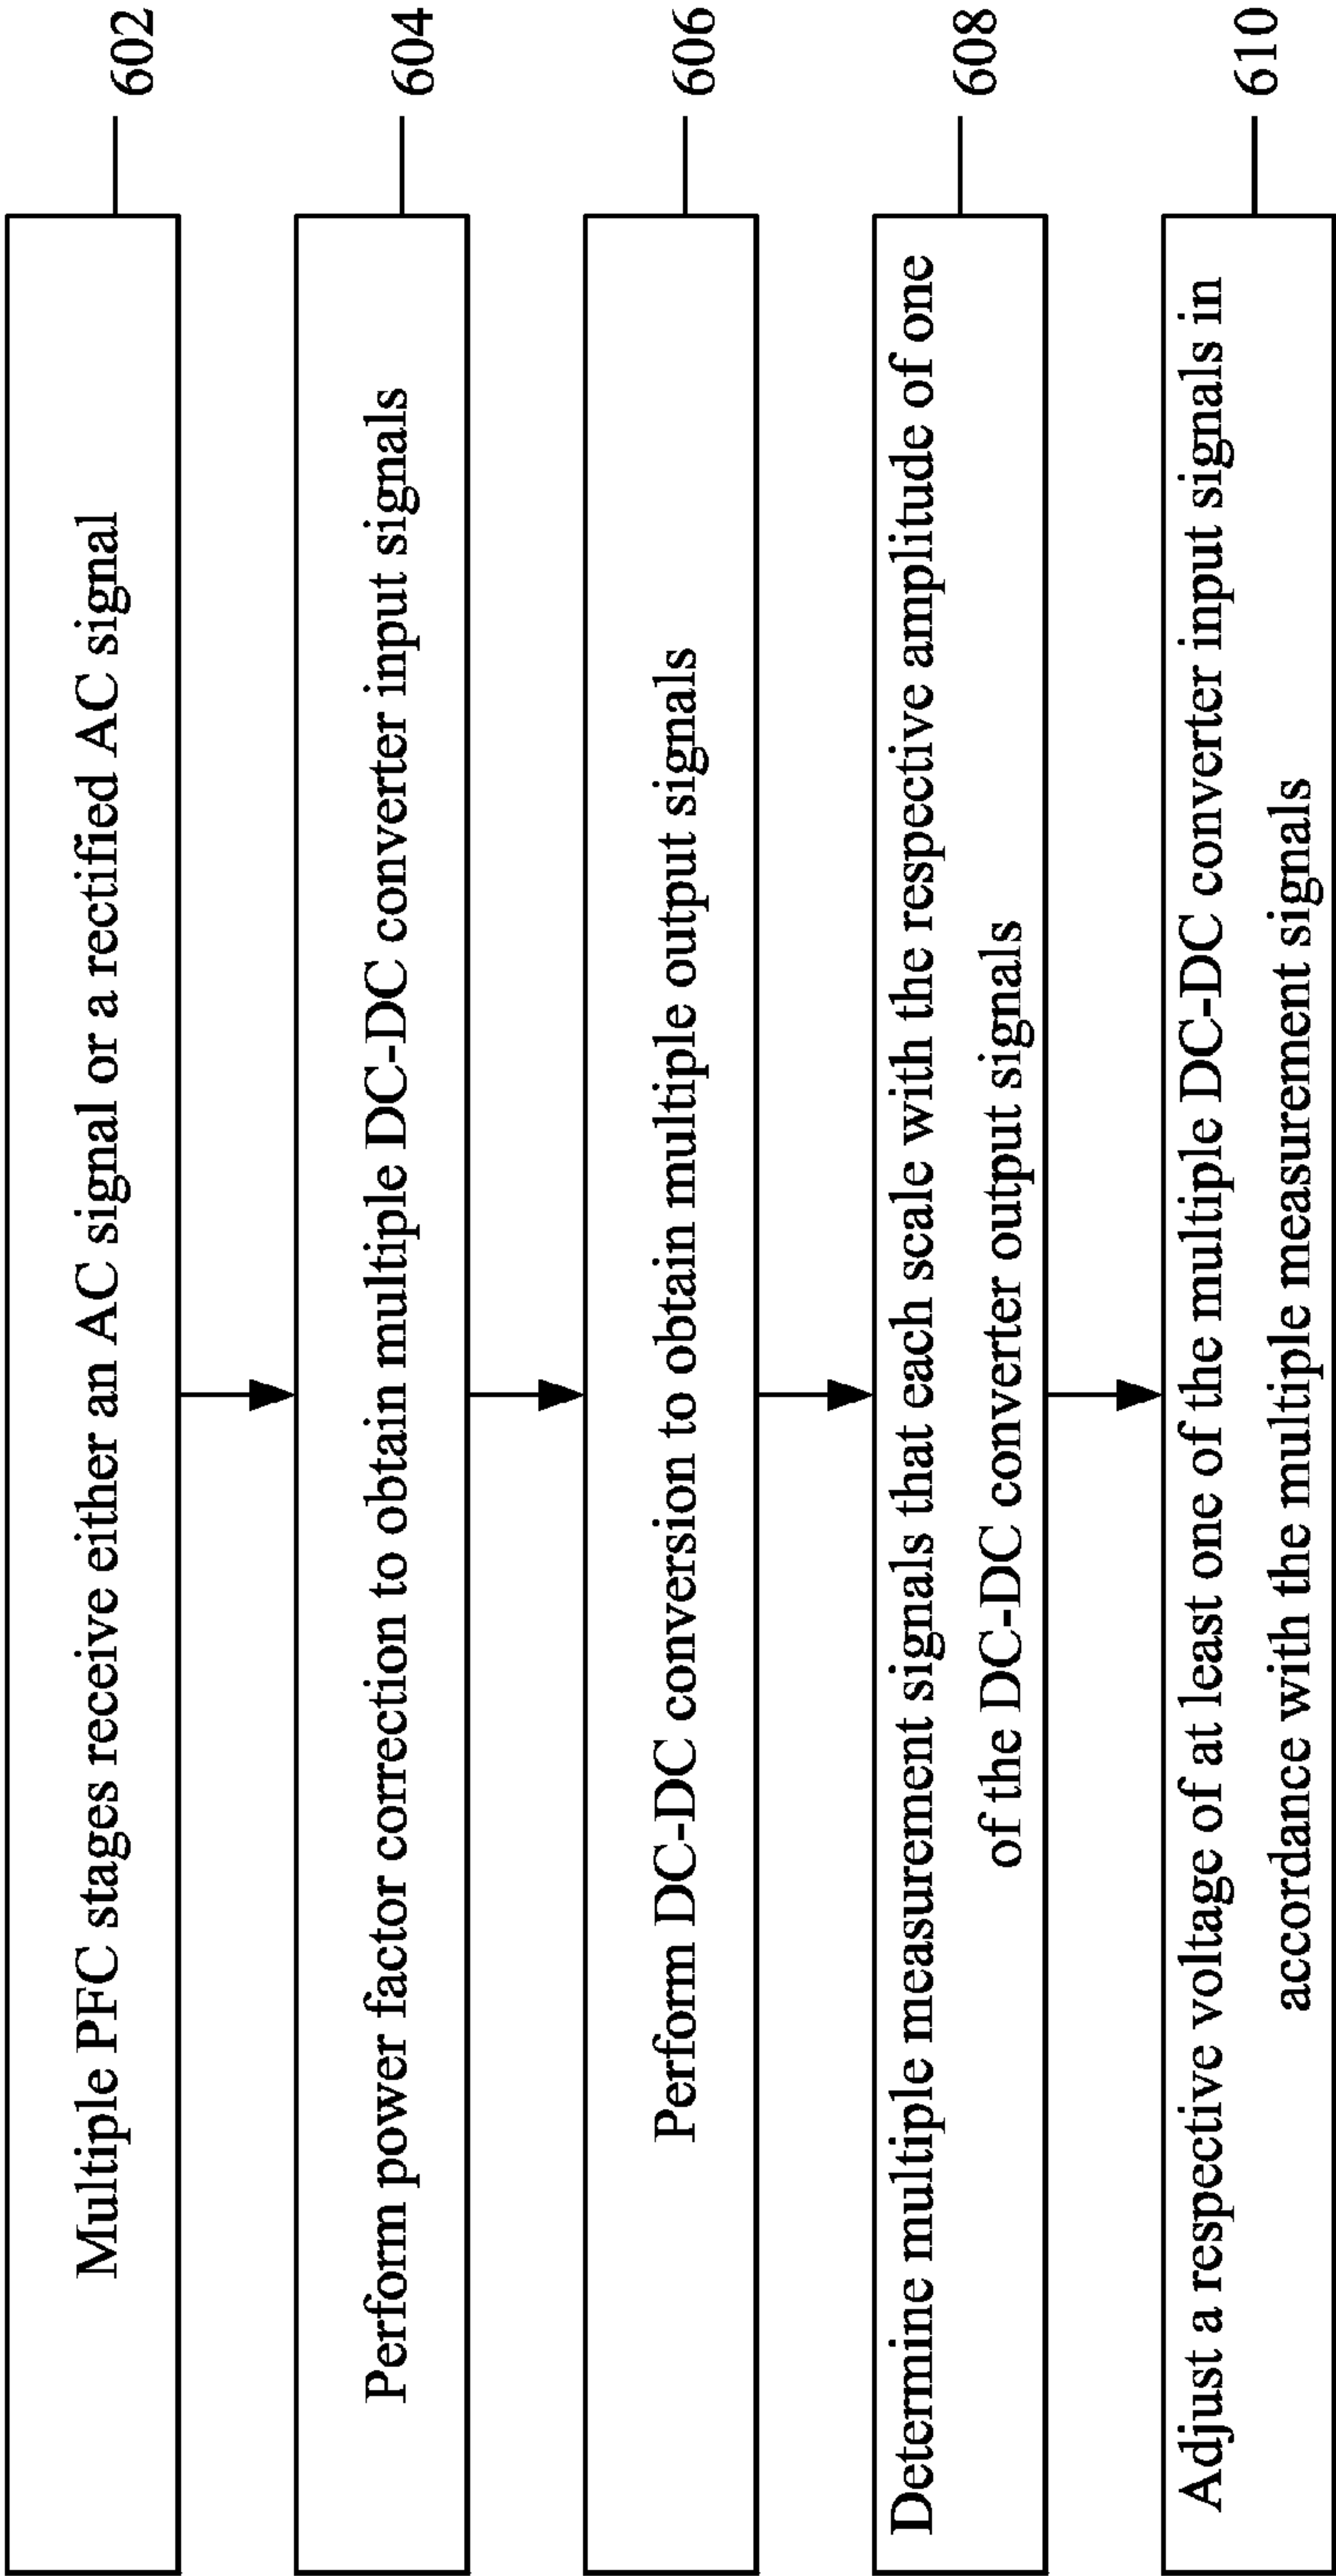 Multiple PFC stages receive either an AC signal or a rectified AC signal
602
Perform power factor correction to obtain multiple DC-DC converter input signals
604
Perform DC-DC conversion to obtain multiple output signals
606
Determine multiple measurement signals that each scale with the respective amplitude of one
of the DC-DC converter output signals
608
Adjust a respective voltage of at least one of the multiple DC-DC converter input signals in
accordance with the multiple measurement signals
610